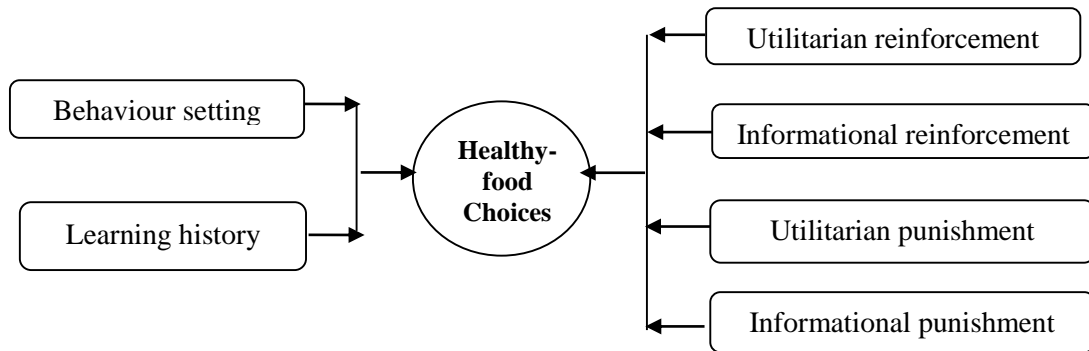 Behaviour setting
Learning history
Healthy-
food
Choices
Utilitarian reinforcement
Informational reinforcement
Utilitarian punishment
Informational punishment